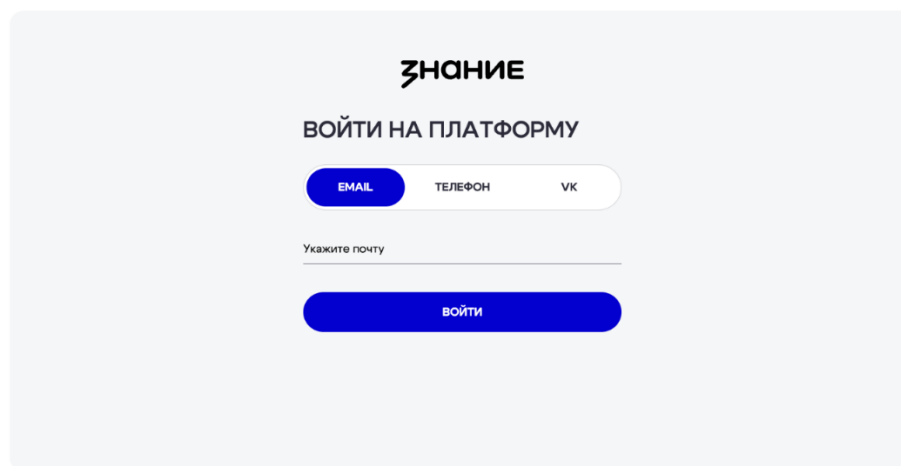 знание
ВОЙТИ НА ПЛАТФОРМУ
EMAIL ТЕЛЕФОН VK
Укажите почту
ВОЙТИ